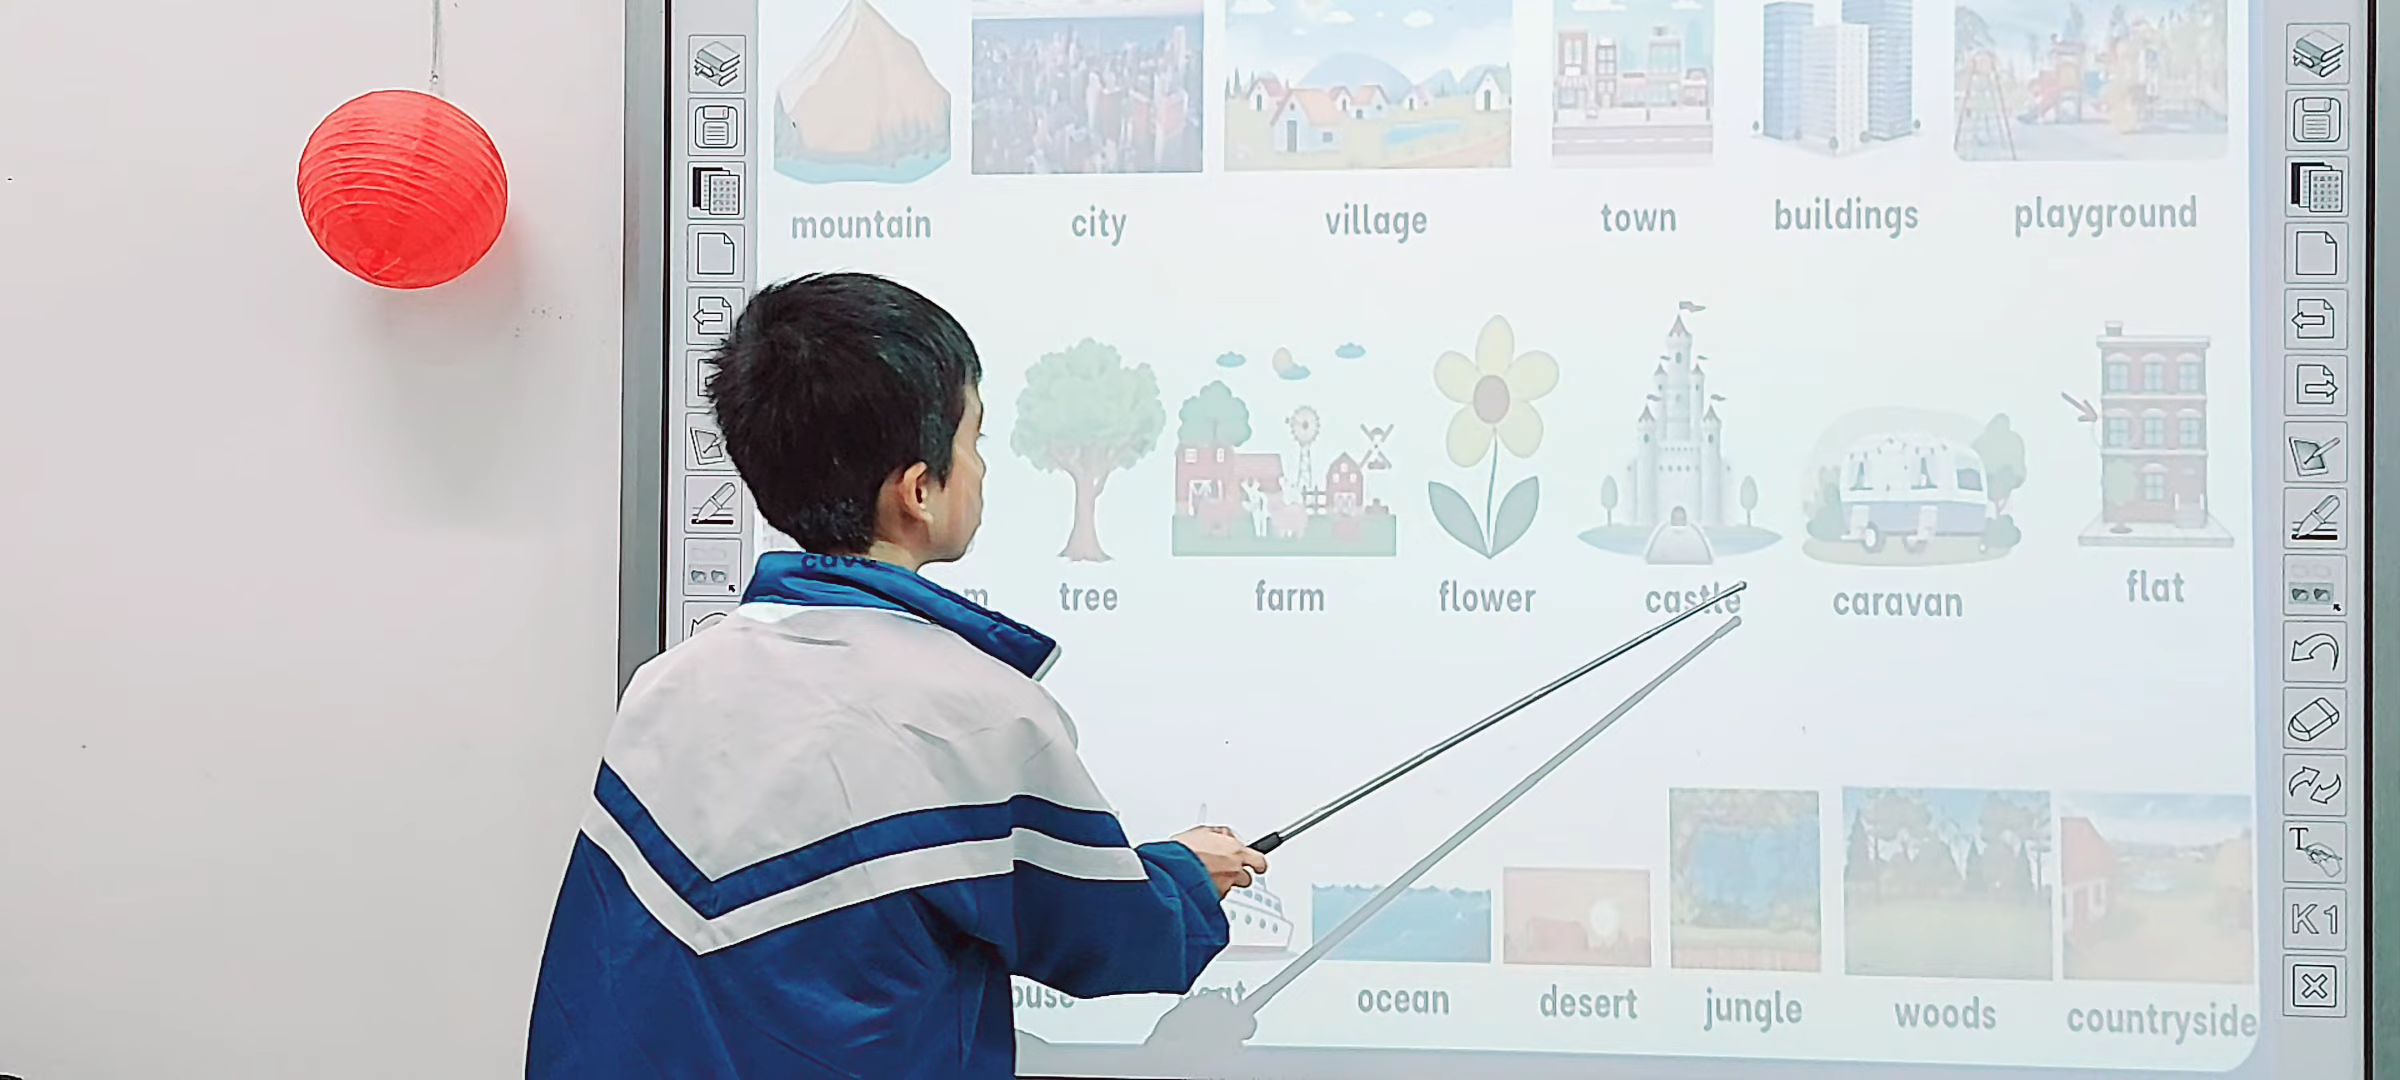 mountain city village town buildings playground
tree farm flower castle caravan flat
ocean desert jungle woods countryside
T
K1